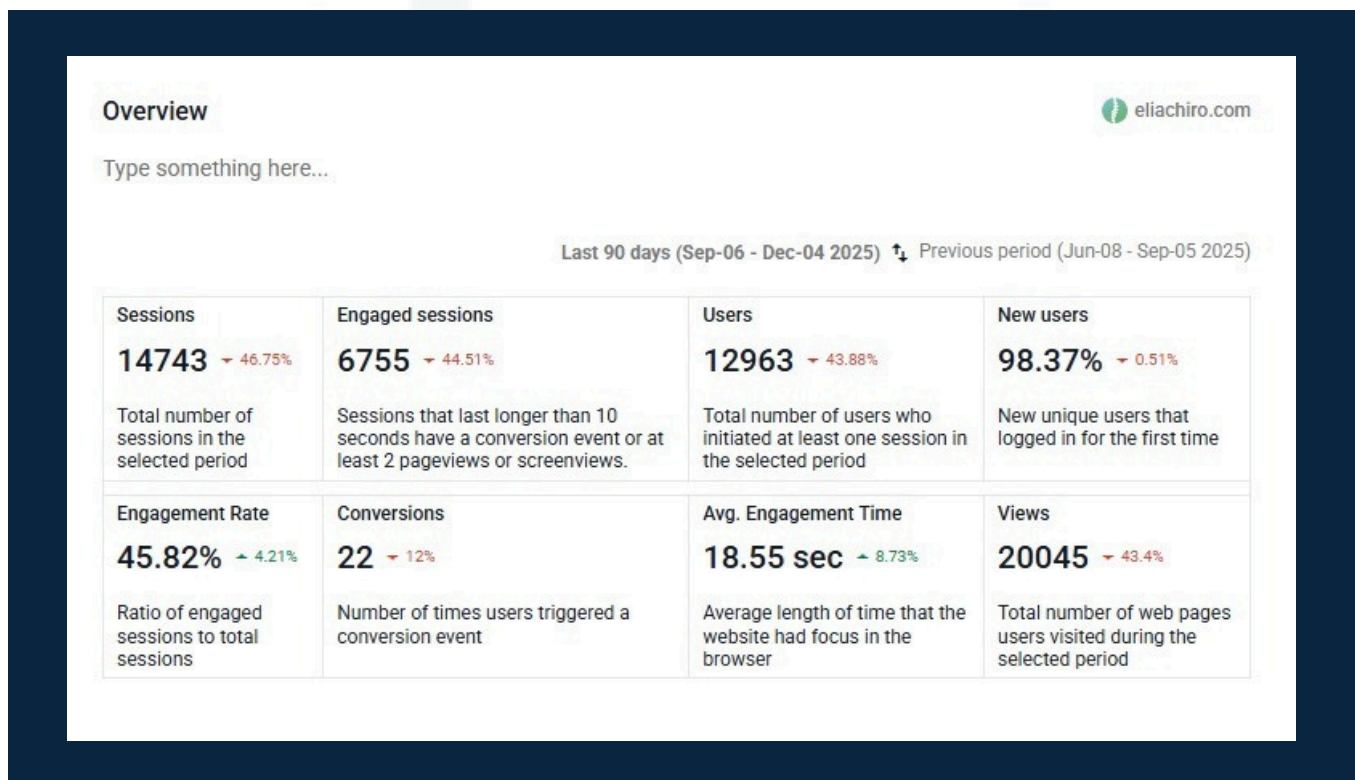 Overview
eliachiro.com
Type something here...
Last 90 days (Sep-06 - Dec-04 2025) Previous period (Jun-08 - Sep-05 2025)
Sessions
14743 46.75%
Total number of
sessions in the
selected period
Engaged sessions
6755 44.51%
Sessions that last longer than 10
seconds have a conversion event or at
least 2 pageviews or screenviews.
Users
12963 43.88%
Total number of users who
initiated at least one session in
the selected period
New users
98.37% 0.51%
New unique users that
logged in for the first time
Engagement Rate
45.82% 4.21%
Ratio of engaged
sessions to total
sessions
Conversions
22 12%
Number of times users triggered a
conversion event
Avg. Engagement Time
18.55 sec 8.73%
Average length of time that the
website had focus in the
browser
Views
20045 43.4%
Total number of web pages
users visited during the
selected period